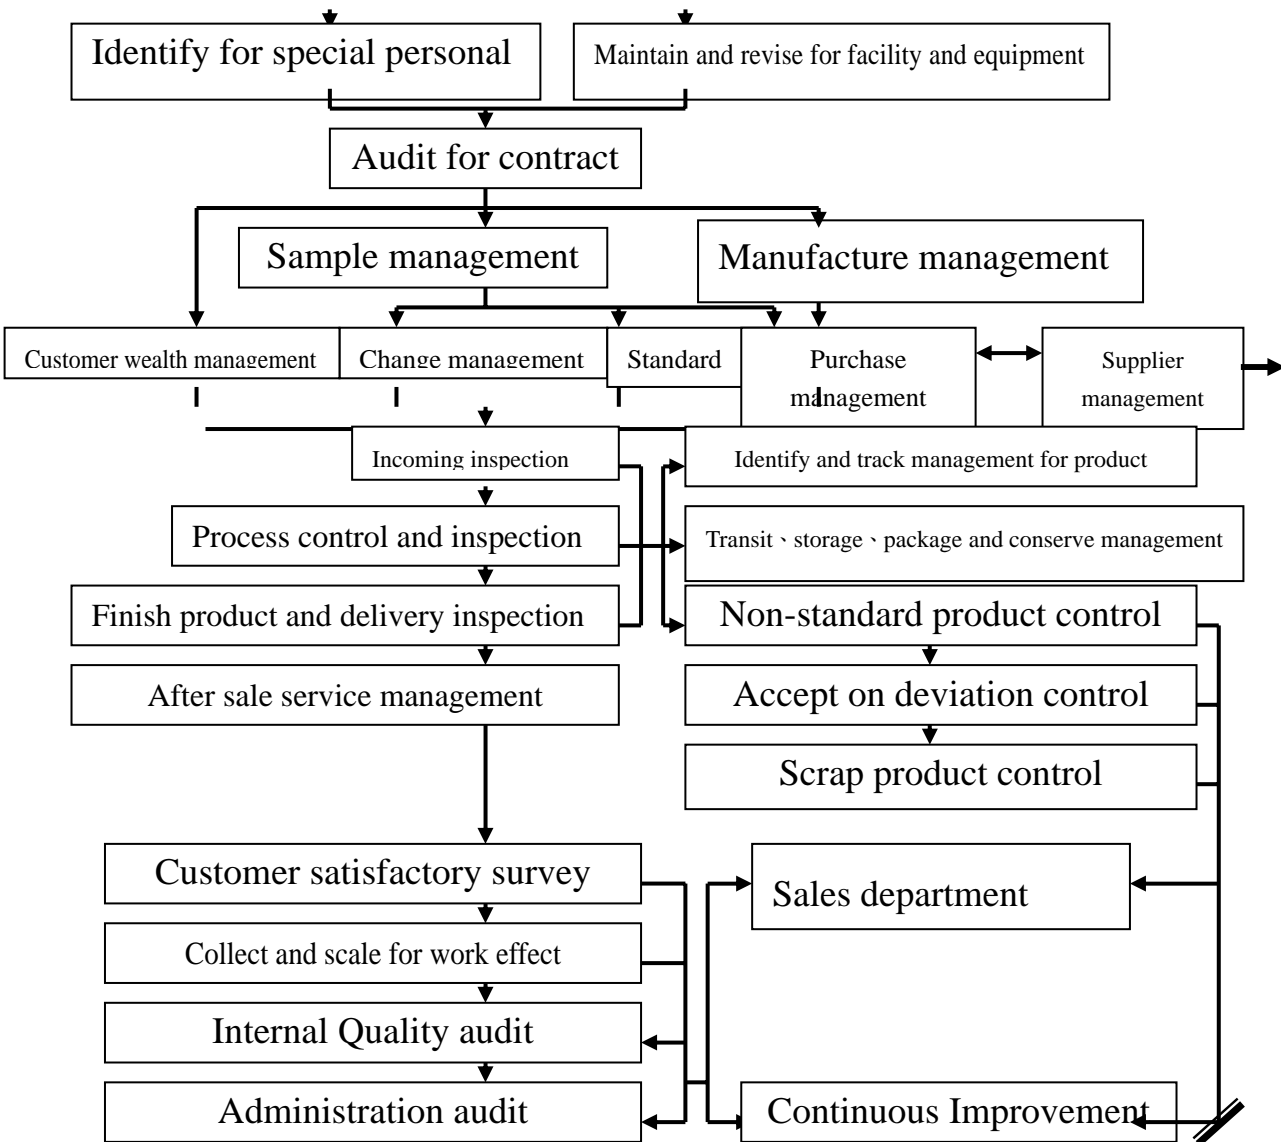 Identify for special personal
Maintain and revise for facility and equipment
Audit for contract
Sample management
Manufacture management
Customer wealth management
Change management
Standard
Purchase
management
Supplier
management
Incoming inspection
Identify and track management for product
Process control and inspection
Transit、storage、package and conserve management
Finish product and delivery inspection
Non-standard product control
After sale service management
Accept on deviation control
Scrap product control
Customer satisfactory survey
Sales department
Collect and scale for work effect
Internal Quality audit
Administration audit
Continuous Improvement